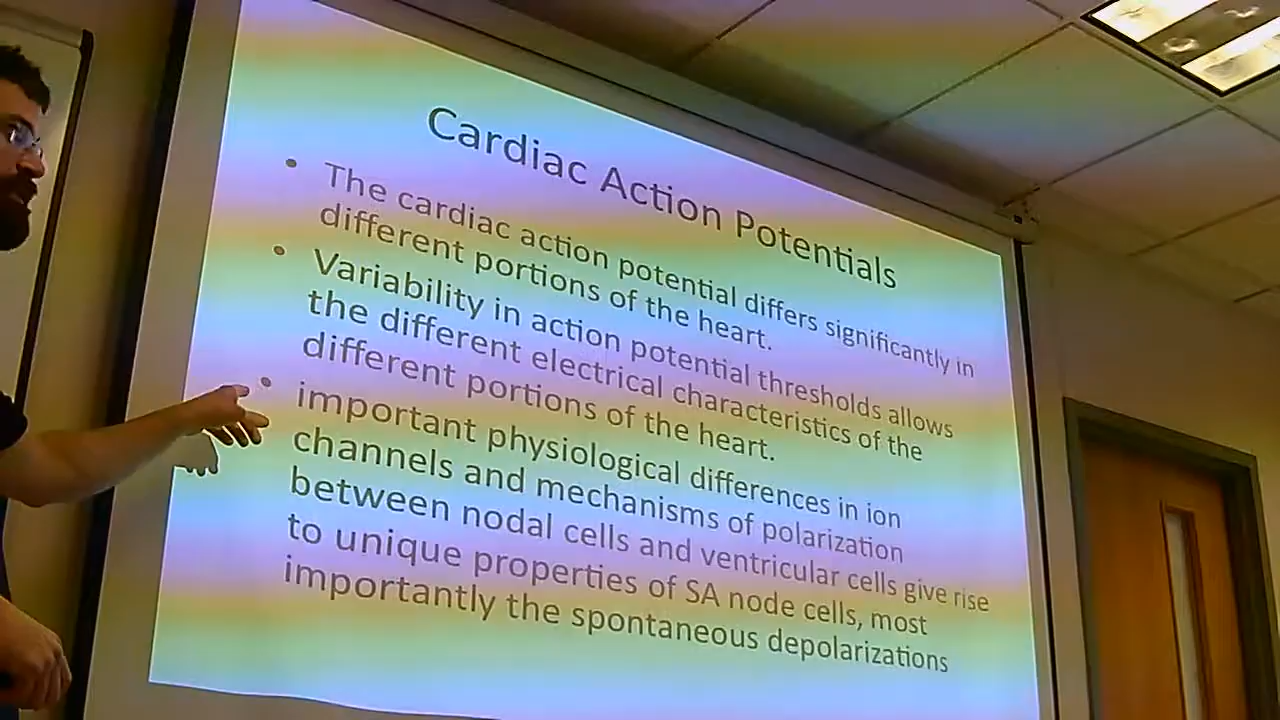 Cardiac Action Potentials
• The cardiac action potential differs significantly in
different portions of the heart.
• Variability in action potential thresholds allows
the different electrical characteristics of the
different portions of the heart.
• important physiological differences in ion
channels and mechanisms of polarization
between nodal cells and ventricular cells give rise
to unique properties of SA node cells, most
importantly the spontaneous depolarizations